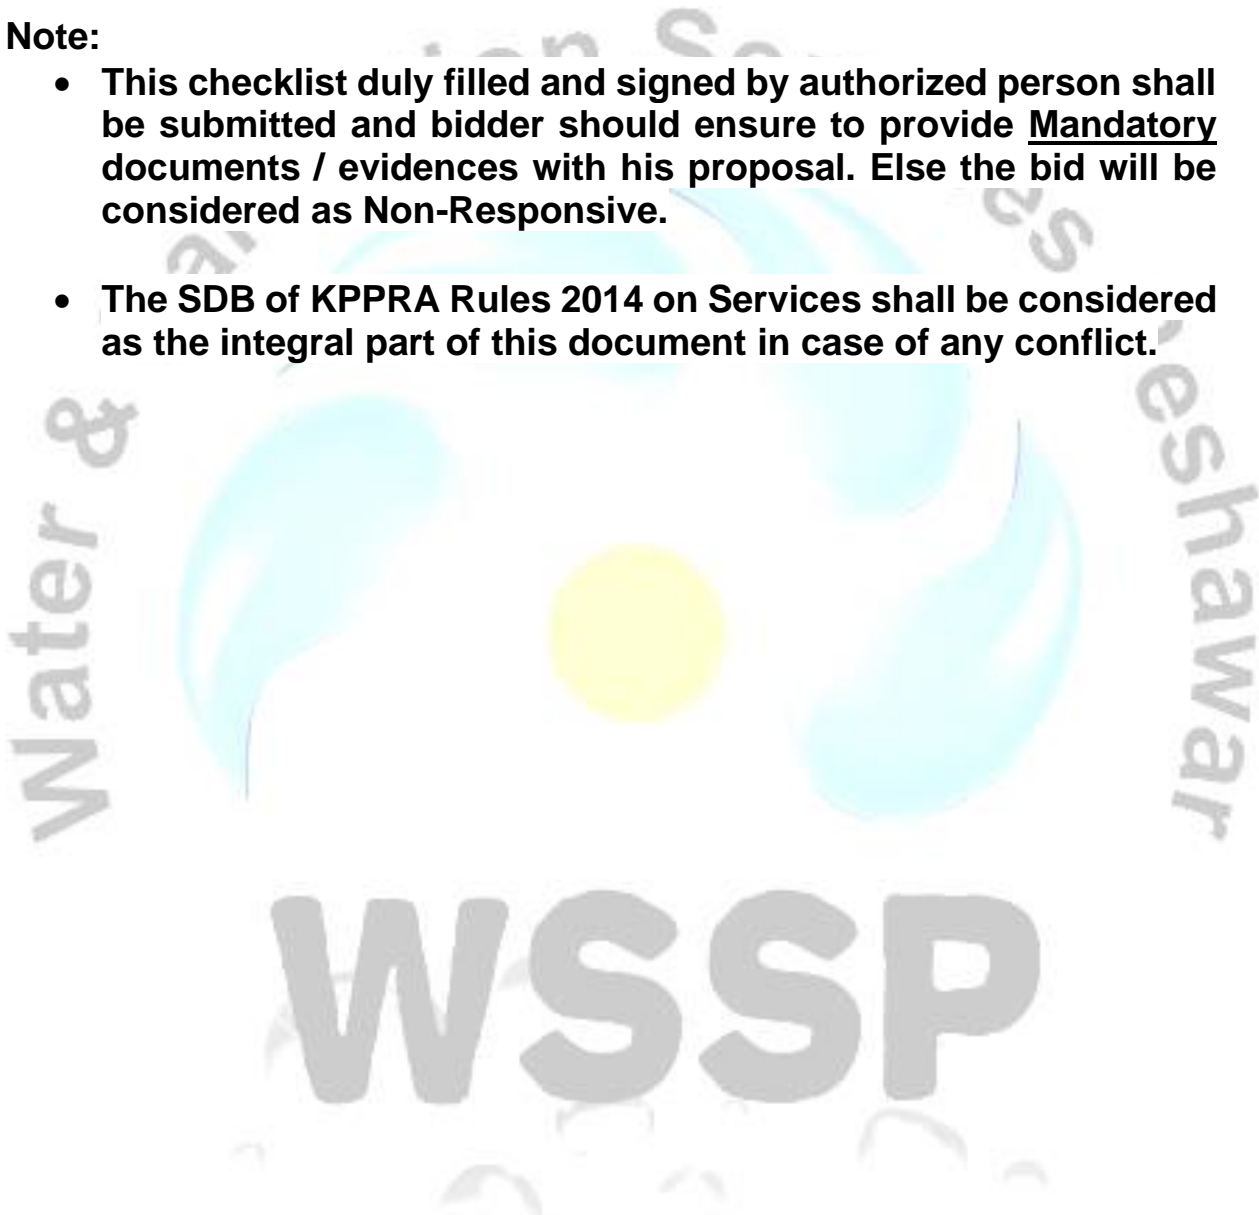 Note:
• This checklist duly filled and signed by authorized person shall
be submitted and bidder should ensure to provide Mandatory
documents / evidences with his proposal. Else the bid will be
considered as Non-Responsive.
• The SDB of KPPRA Rules 2014 on Services shall be considered
as the integral part of this document in case of any conflict.
Water &
WSSP